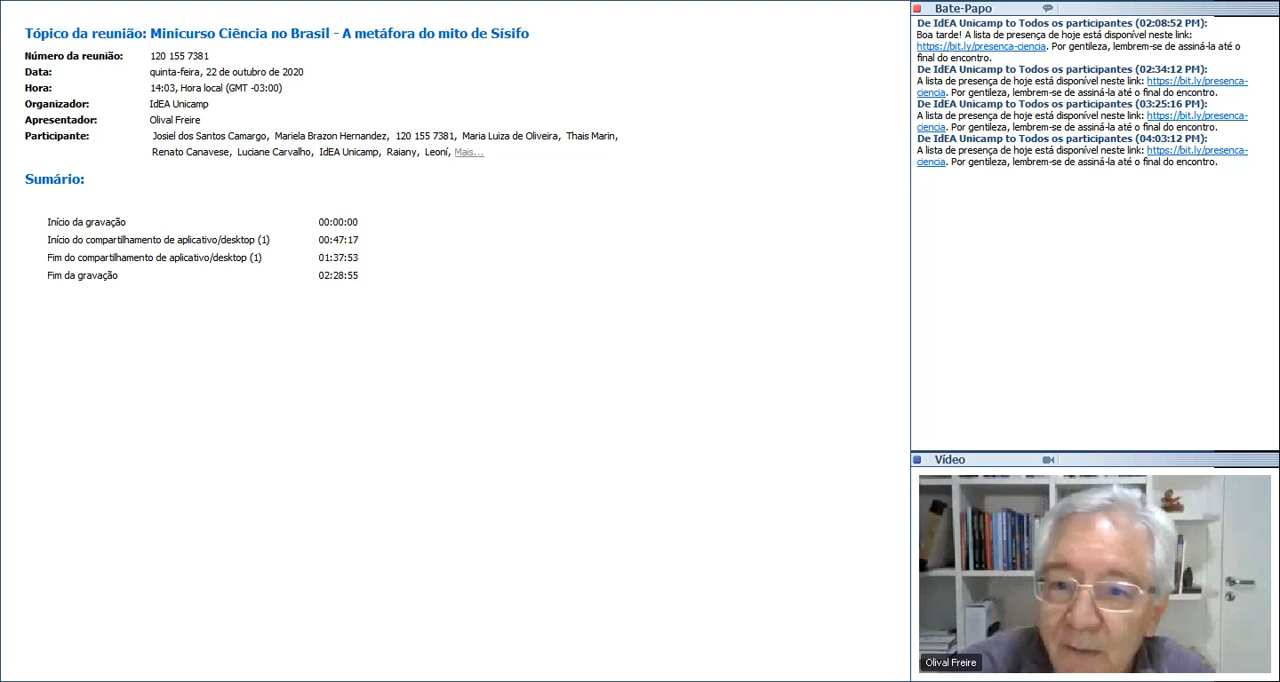 Tópico da reunião: Minicurso Ciência no Brasil - A metáfora do mito de Sísifo
Número da reunião: 120 155 7381
Data: quinta-feira, 22 de outubro de 2020
Hora: 14:03, Hora local (GMT -03:00)
Organizador: IdEA Unicamp
Apresentador: Olival Freire
Participante: Josiel dos Santos Camargo, Mariela Brazon Hernandez, 120 155 7381, Maria Luiza de Oliveira, Thais Marin,
Renato Canavese, Luciane Carvalho, IdEA Unicamp, Raiany, Leoní, Mais...
Sumário:
Início da gravação 00:00:00
Início do compartilhamento de aplicativo/desktop (1) 00:47:17
Fim do compartilhamento de aplicativo/desktop (1) 01:37:53
Fim da gravação 02:28:55
Bate-Papo
De IdEA Unicamp to Todos os participantes (02:08:52 PM):
Boa tarde! A lista de presença de hoje está disponível neste link:
https://bit.ly/presenca-ciencia. Por gentileza, lembrem-se de assiná-la até o
final do encontro.
De IdEA Unicamp to Todos os participantes (02:34:12 PM):
A lista de presença de hoje está disponível neste link: https://bit.ly/presenca-
ciencia. Por gentileza, lembrem-se de assiná-la até o final do encontro.
De IdEA Unicamp to Todos os participantes (03:25:16 PM):
A lista de presença de hoje está disponível neste link: https://bit.ly/presenca-
ciencia. Por gentileza, lembrem-se de assiná-la até o final do encontro.
De IdEA Unicamp to Todos os participantes (04:03:12 PM):
A lista de presença de hoje está disponível neste link: https://bit.ly/presenca-
ciencia. Por gentileza, lembrem-se de assiná-la até o final do encontro.
Vídeo
Olival Freire